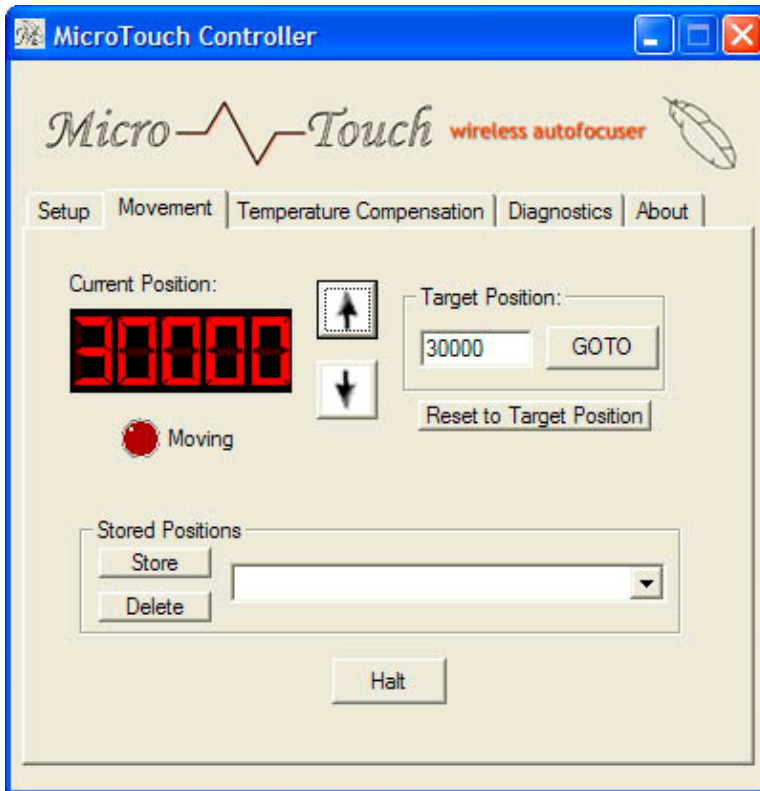 MicroTouch Controller
Micro Touch wireless autofocuser
Setup Movement Temperature Compensation Diagnostics About
Current Position:
30000
Target Position:
30000 GOTO
Reset to Target Position
Moving
Stored Positions
Store
Delete
Halt